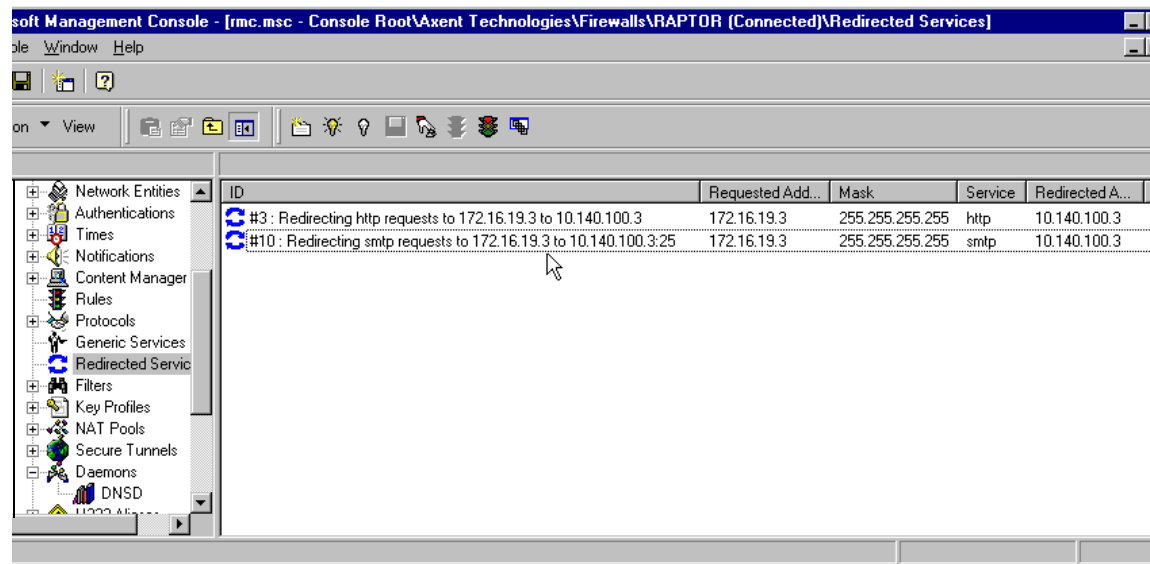 soft Management Console - [rmc.msc - Console Root\Axent Technologies\Firewalls\RAPTOR (Connected)\Redirected Services]
ole Window Help
on View
ID Requested Add... Mask Service Redirected A...
#3 : Redirecting http requests to 172.16.19.3 to 10.140.100.3 172.16.19.3 255.255.255.255 http 10.140.100.3
#10 : Redirecting smtp requests to 172.16.19.3 to 10.140.100.3:25 172.16.19.3 255.255.255.255 smtp 10.140.100.3
Network Entities
Authentications
Times
Notifications
Content Manager
Rules
Protocols
Generic Services
Redirected Servic
Filters
Key Profiles
NAT Pools
Secure Tunnels
Daemons
DNSD